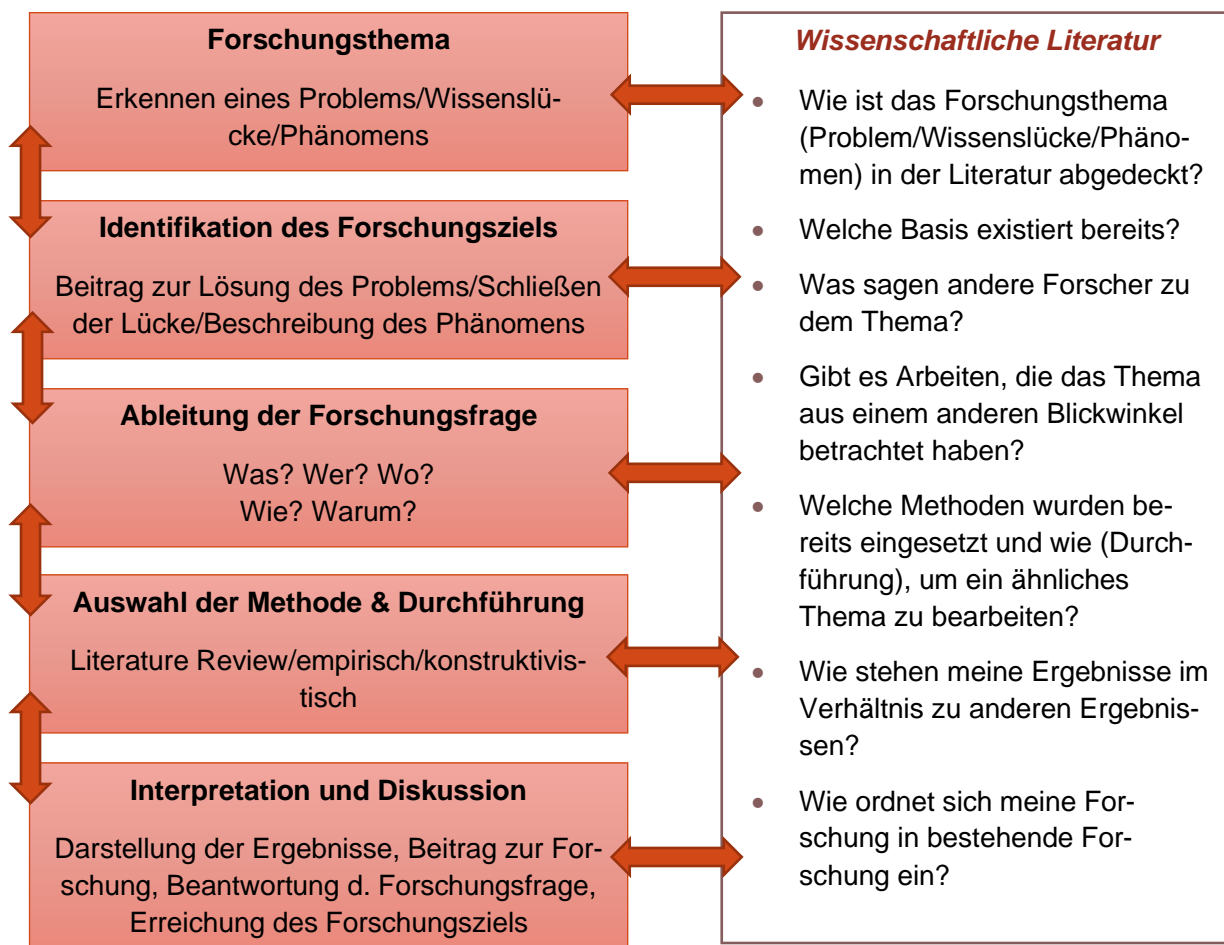 Forschungsthema
Erkennen eines Problems/Wissenslü-
cke/Phänomens
Identifikation des Forschungsziels
Beitrag zur Lösung des Problems/Schließen
der Lücke/Beschreibung des Phänomens
Ableitung der Forschungsfrage
Was? Wer? Wo?
Wie? Warum?
Auswahl der Methode & Durchführung
Literature Review/empirisch/konstruktivis-
tisch
Interpretation und Diskussion
Darstellung der Ergebnisse, Beitrag zur For-
schung, Beantwortung d. Forschungsfrage,
Erreichung des Forschungsziels
Wissenschaftliche Literatur
• Wie ist das Forschungsthema
(Problem/Wissenslücke/Phäno-
men) in der Literatur abgedeckt?
• Welche Basis existiert bereits?
• Was sagen andere Forscher zu
dem Thema?
• Gibt es Arbeiten, die das Thema
aus einem anderen Blickwinkel
betrachtet haben?
• Welche Methoden wurden be-
reits eingesetzt und wie (Durch-
führung), um ein ähnliches
Thema zu bearbeiten?
• Wie stehen meine Ergebnisse im
Verhältnis zu anderen Ergebnis-
sen?
• Wie ordnet sich meine For-
schung in bestehende For-
schung ein?